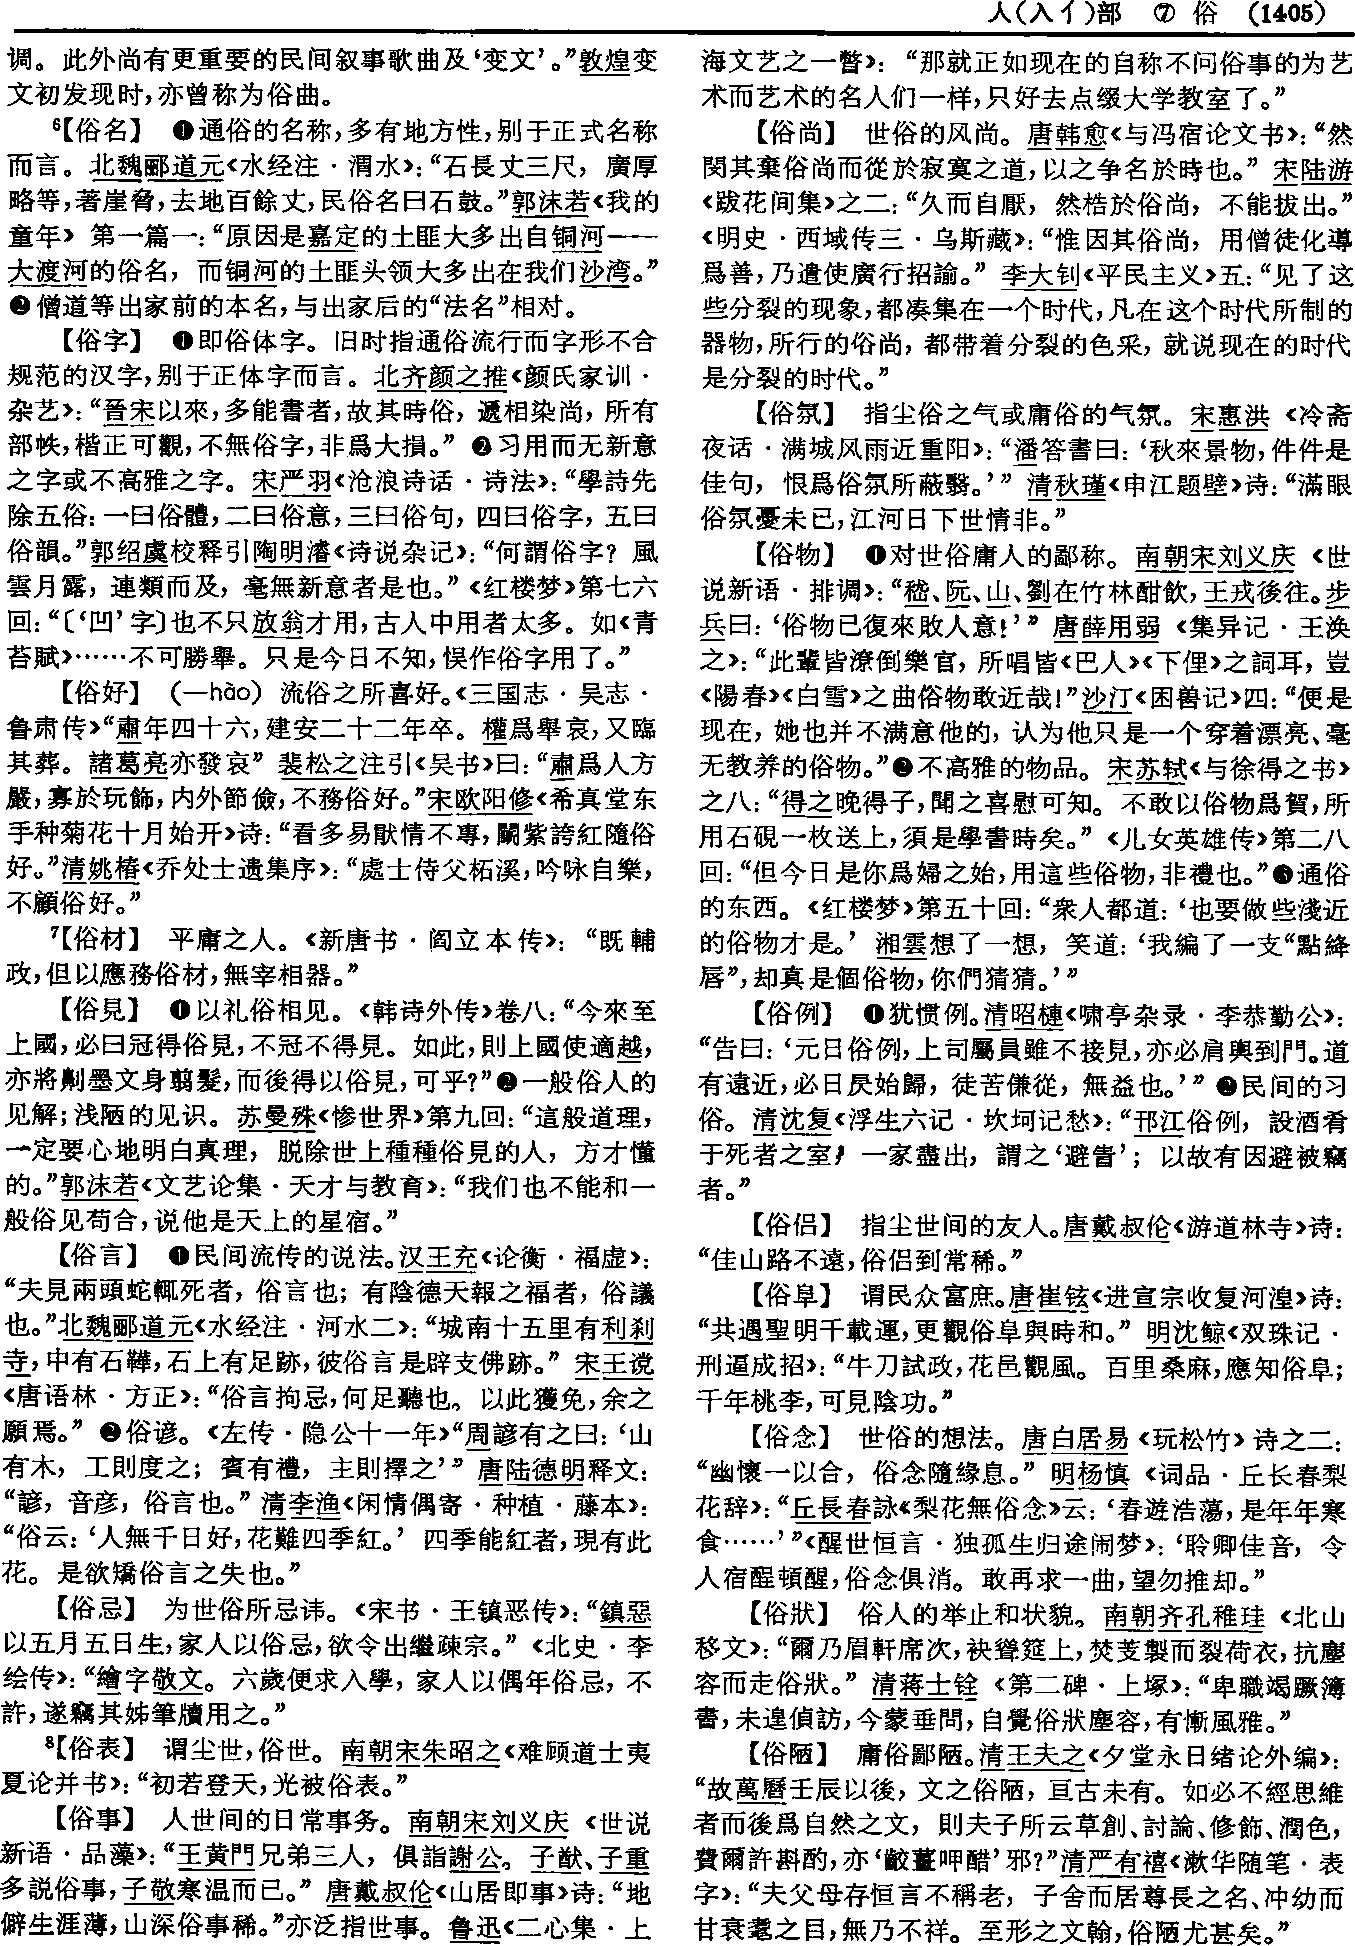 人(入亻)部　⑦　俗　(1405)
调。此外尚有更重要的民间叙事歌曲及‘变文’。”敦煌变
文初发现时，亦曾称为俗曲。
⁶【俗名】　❶通俗的名称，多有地方性，别于正式名称
而言。北魏郦道元《水经注·渭水》：“石長丈三尺，廣厚
略等，著崖脅，去地百餘丈，民俗名曰石鼓。”郭沫若《我的
童年》第一篇一：“原因是嘉定的土匪大多出自铜河——
大渡河的俗名，而铜河的土匪头领大多出在我们沙湾。”
❷僧道等出家前的本名，与出家后的“法名”相对。
【俗字】　❶即俗体字。旧时指通俗流行而字形不合
规范的汉字，别于正体字而言。北齐颜之推《颜氏家训·
杂艺》：“晉宋以來，多能書者，故其時俗，遞相染尚，所有
部帙，楷正可觀，不無俗字，非爲大損。”❷习用而无新意
之字或不高雅之字。宋严羽《沧浪诗话·诗法》：“學詩先
除五俗：一曰俗體，二曰俗意，三曰俗句，四曰俗字，五曰
俗韻。”郭绍虞校释引陶明濬《诗说杂记》：“何謂俗字？風
雲月露，連類而及，毫無新意者是也。”《红楼梦》第七六
回：“〔‘凹’字〕也不只放翁才用，古人中用者太多。如《青
苔賦》……不可勝舉。只是今日不知，悮作俗字用了。”
【俗好】　（—hào）流俗之所喜好。《三国志·吴志·
鲁肃传》“肅年四十六，建安二十二年卒。權爲舉哀，又臨
其葬。諸葛亮亦發哀”裴松之注引《吴书》曰：“肅爲人方
嚴，寡於玩飾，内外節儉，不務俗好。”宋欧阳修《希真堂东
手种菊花十月始开》诗：“看多易猒情不專，鬭紫誇紅隨俗
好。”清姚椿《乔处士遗集序》：“處士侍父柘溪，吟咏自樂，
不顧俗好。”
⁷【俗材】　平庸之人。《新唐书·阎立本传》：“既輔
政，但以應務俗材，無宰相器。”
【俗見】　❶以礼俗相见。《韩诗外传》卷八：“今來至
上國，必曰冠得俗見，不冠不得見。如此，則上國使適越，
亦將劓墨文身翦髮，而後得以俗見，可乎？”❷一般俗人的
见解；浅陋的见识。苏曼殊《惨世界》第九回：“這般道理，
一定要心地明白真理，脱除世上種種俗見的人，方才懂
的。”郭沫若《文艺论集·天才与教育》：“我们也不能和一
般俗见苟合，说他是天上的星宿。”
【俗言】　❶民间流传的说法。汉王充《论衡·福虚》：
“夫見兩頭蛇輒死者，俗言也；有陰德天報之福者，俗議
也。”北魏郦道元《水经注·河水二》：“城南十五里有利刹
寺，中有石鞾，石上有足跡，彼俗言是辟支佛跡。”宋王谠
《唐语林·方正》：“俗言拘忌，何足聽也。以此獲免，余之
願焉。”❷俗谚。《左传·隐公十一年》“周諺有之曰：‘山
有木，工則度之；賓有禮，主則擇之’”唐陆德明释文：
“諺，音彦，俗言也。”清李渔《闲情偶寄·种植·藤本》：
“俗云：‘人無千日好，花難四季紅。’四季能紅者，現有此
花。是欲矯俗言之失也。”
【俗忌】　为世俗所忌讳。《宋书·王镇恶传》：“鎮惡
以五月五日生，家人以俗忌，欲令出繼疎宗。”《北史·李
绘传》：“繪字敬文。六歲便求入學，家人以偶年俗忌，不
許，遂竊其姊筆牘用之。”
⁸【俗表】　谓尘世，俗世。南朝宋朱昭之《难顾道士夷
夏论并书》：“初若登天，光被俗表。”
【俗事】　人世间的日常事务。南朝宋刘义庆《世说
新语·品藻》：“王黄門兄弟三人，俱詣謝公。子猷、子重
多説俗事，子敬寒温而已。”唐戴叔伦《山居即事》诗：“地
僻生涯薄，山深俗事稀。”亦泛指世事。鲁迅《二心集·上
海文艺之一瞥》：“那就正如现在的自称不问俗事的为艺
术而艺术的名人们一样，只好去点缀大学教室了。”
【俗尚】　世俗的风尚。唐韩愈《与冯宿论文书》：“然
閔其棄俗尚而從於寂寞之道，以之争名於時也。”宋陆游
《跋花间集》之二：“久而自厭，然梏於俗尚，不能拔出。”
《明史·西域传三·乌斯藏》：“惟因其俗尚，用僧徒化導
爲善，乃遣使廣行招諭。”李大钊《平民主义》五：“见了这
些分裂的现象，都凑集在一个时代，凡在这个时代所制的
器物，所行的俗尚，都带着分裂的色采，就说现在的时代
是分裂的时代。”
【俗氛】　指尘俗之气或庸俗的气氛。宋惠洪《冷斋
夜话·满城风雨近重阳》：“潘答書曰：‘秋來景物，件件是
佳句，恨爲俗氛所蔽翳。’”清秋瑾《申江题壁》诗：“滿眼
俗氛憂未已，江河日下世情非。”
【俗物】　❶对世俗庸人的鄙称。南朝宋刘义庆《世
说新语·排调》：“嵇、阮、山、劉在竹林酣飲，王戎後往。步
兵曰：‘俗物已復來敗人意！’”唐薛用弱《集异记·王涣
之》：“此輩皆潦倒樂官，所唱皆《巴人》《下俚》之詞耳，豈
《陽春》《白雪》之曲俗物敢近哉！”沙汀《困兽记》四：“便是
现在，她也并不满意他的，认为他只是一个穿着漂亮、毫
无教养的俗物。”❷不高雅的物品。宋苏轼《与徐得之书》
之八：“得之晚得子，聞之喜慰可知。不敢以俗物爲賀，所
用石硯一枚送上，須是學書時矣。”《儿女英雄传》第二八
回：“但今日是你爲婦之始，用這些俗物，非禮也。”❸通俗
的东西。《红楼梦》第五十回：“衆人都道：‘也要做些淺近
的俗物才是。’湘雲想了一想，笑道：‘我編了一支“點絳
唇”，却真是個俗物，你們猜猜。’”
【俗例】　❶犹惯例。清昭梿《啸亭杂录·李恭勤公》：
“告曰：‘元日俗例，上司屬員雖不接見，亦必肩輿到門。道
有遠近，必日昃始歸，徒苦傔從，無益也。’”❷民间的习
俗。清沈复《浮生六记·坎坷记愁》：“邗江俗例，設酒肴
于死者之室，一家盡出，謂之‘避眚’；以故有因避被竊
者。”
【俗侣】　指尘世间的友人。唐戴叔伦《游道林寺》诗：
“佳山路不遠，俗侣到常稀。”
【俗阜】　谓民众富庶。唐崔铉《进宣宗收复河湟》诗：
“共遇聖明千載運，更觀俗阜與時和。”明沈鲸《双珠记·
刑逼成招》：“牛刀試政，花邑觀風。百里桑麻，應知俗阜；
千年桃李，可見陰功。”
【俗念】　世俗的想法。唐白居易《玩松竹》诗之二：
“幽懷一以合，俗念隨緣息。”明杨慎《词品·丘长春梨
花辞》：“丘長春詠《梨花無俗念》云：‘春遊浩蕩，是年年寒
食……’”《醒世恒言·独孤生归途闹梦》：‘聆卿佳音，令
人宿酲頓醒，俗念俱消。敢再求一曲，望勿推却。”
【俗狀】　俗人的举止和状貌。南朝齐孔稚珪《北山
移文》：“爾乃眉軒席次，袂聳筵上，焚芰製而裂荷衣，抗塵
容而走俗狀。”清蒋士铨《第二碑·上塚》：“卑職竭蹶簿
書，未遑偵訪，今蒙垂問，自覺俗狀塵容，有慚風雅。”
【俗陋】　庸俗鄙陋。清王夫之《夕堂永日绪论外编》：
“故萬曆壬辰以後，文之俗陋，亘古未有。如必不經思維
者而後爲自然之文，則夫子所云草創、討論、修飾、潤色，
費爾許斟酌，亦‘齩薑呷醋’邪？”清严有禧《漱华随笔·表
字》：“夫父母存恒言不稱老，子舍而居尊長之名、冲幼而
甘衰耄之目，無乃不祥。至形之文翰，俗陋尤甚矣。”